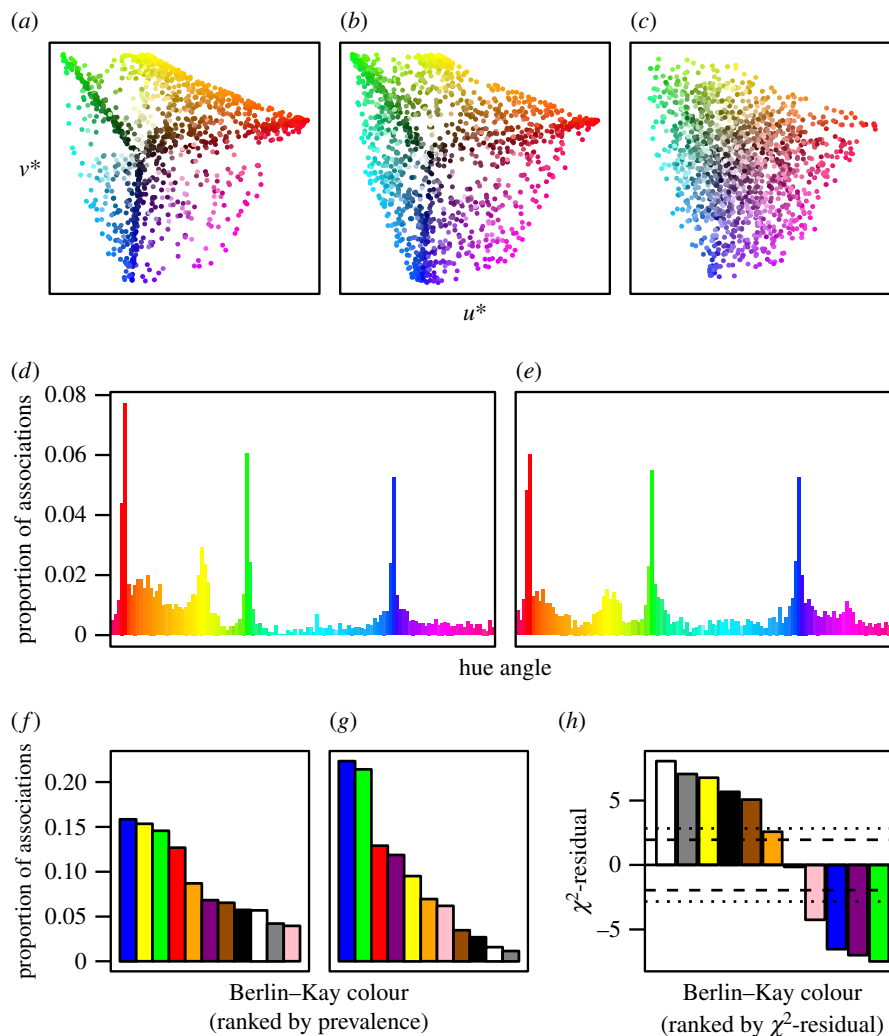 (a)
(b)
(c)
v*
u*
(d)
(e)
proportion of associations
0.08
0.06
0.04
0.02
0
hue angle
(f)
(g)
(h)
proportion of associations
0.20
0.15
0.10
0.05
0
χ²-residual
5
0
−5
Berlin–Kay colour
(ranked by prevalence)
Berlin–Kay colour
(ranked by χ²-residual)